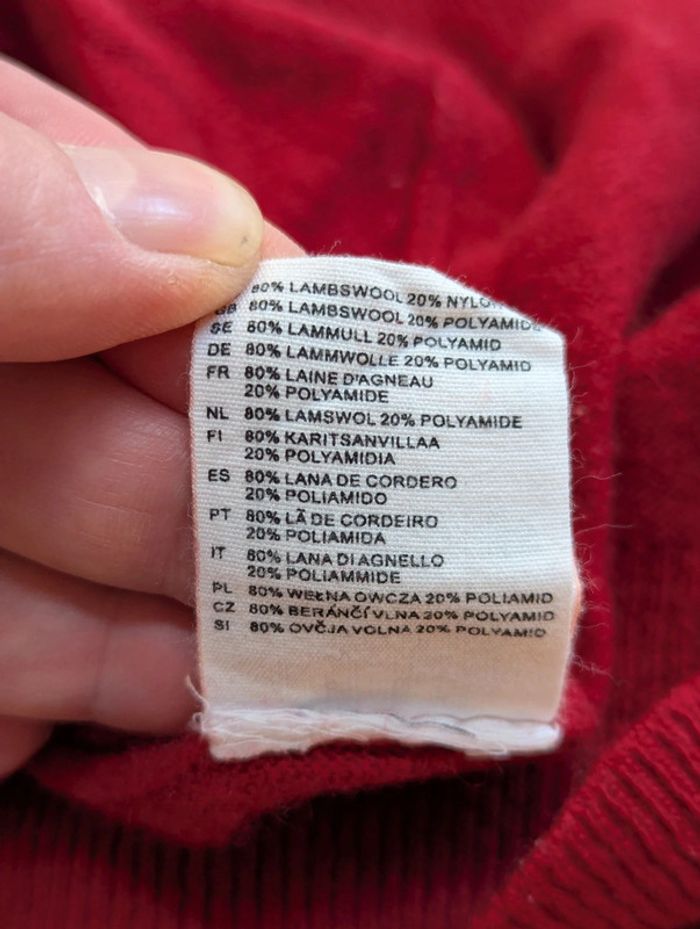 80% LAMBSWOOL 20% NYLON
GB 80% LAMBSWOOL 20% POLYAMIDE
SE 80% LAMMULL 20% POLYAMID
DE 80% LAMMWOLLE 20% POLYAMID
FR 80% LAINE D'AGNEAU
20% POLYAMIDE
NL 80% LAMSWOL 20% POLYAMIDE
FI 80% KARITSANVILLAA
20% POLYAMIDIA
ES 80% LANA DE CORDERO
20% POLIAMIDO
PT 80% LÃ DE CORDEIRO
20% POLIAMIDA
IT 80% LANA DI AGNELLO
20% POLIAMMIDE
PL 80% WEŁNA OWCZA 20% POLIAMID
CZ 80% BERÁNČÍ VLNA 20% POLYAMID
SI 80% OVČJA VOLNA 20% POLYAMID